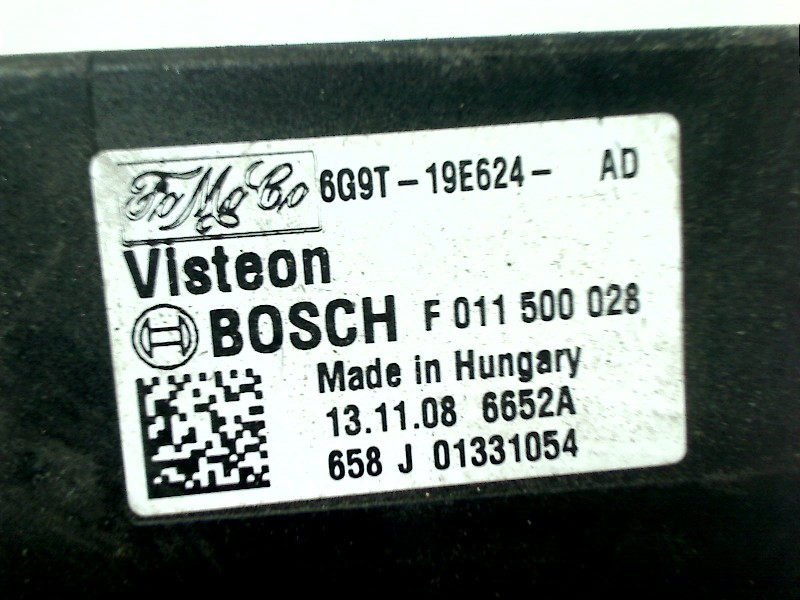 FoMoCo 6G9T-19E624- AD
Visteon
BOSCH F 011 500 028
Made in Hungary
13.11.08 6652A
658 J 01331054